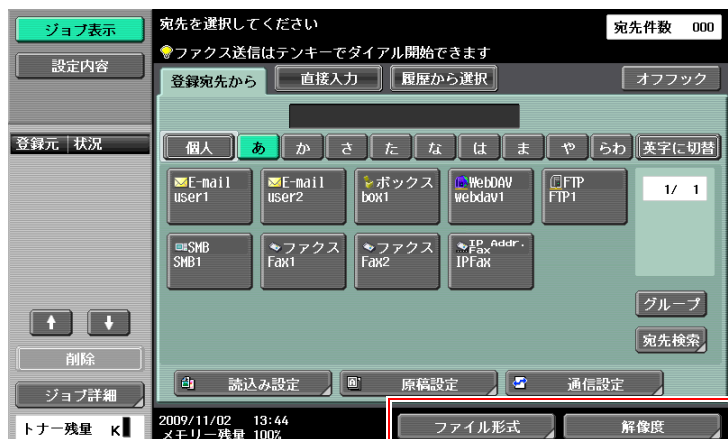 ジョブ表示
設定内容
登録元 状況
削除
ジョブ詳細
トナー残量 K
宛先を選択してください
宛先件数 000
ファクス送信はテンキーでダイアル開始できます
登録宛先から 直接入力 履歴から選択 オフフック
個人 あ か さ た な は ま や らわ 英字に切替
E-mail
user1
E-mail
user2
ボックス
box1
WebDAV
webdav1
FTP
FTP1
1/ 1
SMB
SMB1
ファクス
Fax1
ファクス
Fax2
IP Addr.
Fax
IPFax
グループ
宛先検索
読込み設定 原稿設定 通信設定
2009/11/02 13:44
メモリー残量 100%
ファイル形式 解像度